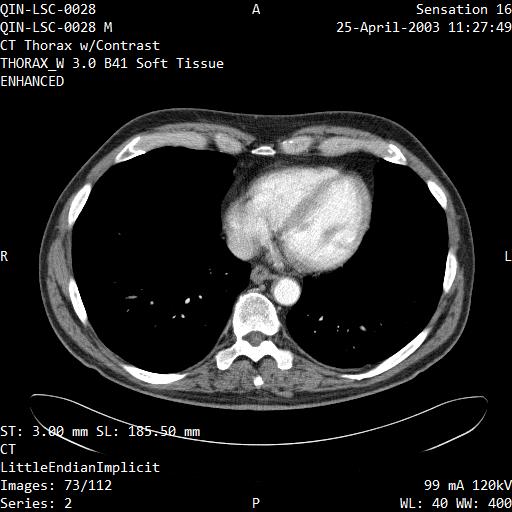 QIN-LSC-0028 A Sensation 16
QIN-LSC-0028 M 25-April-2003 11:27:49
CT Thorax w/Contrast
THORAX_W 3.0 B41 Soft Tissue
ENHANCED
R L
ST: 3.00 mm SL: 185.50 mm
CT
LittleEndianImplicit
Images: 73/112 99 mA 120kV
Series: 2 P WL: 40 WW: 400